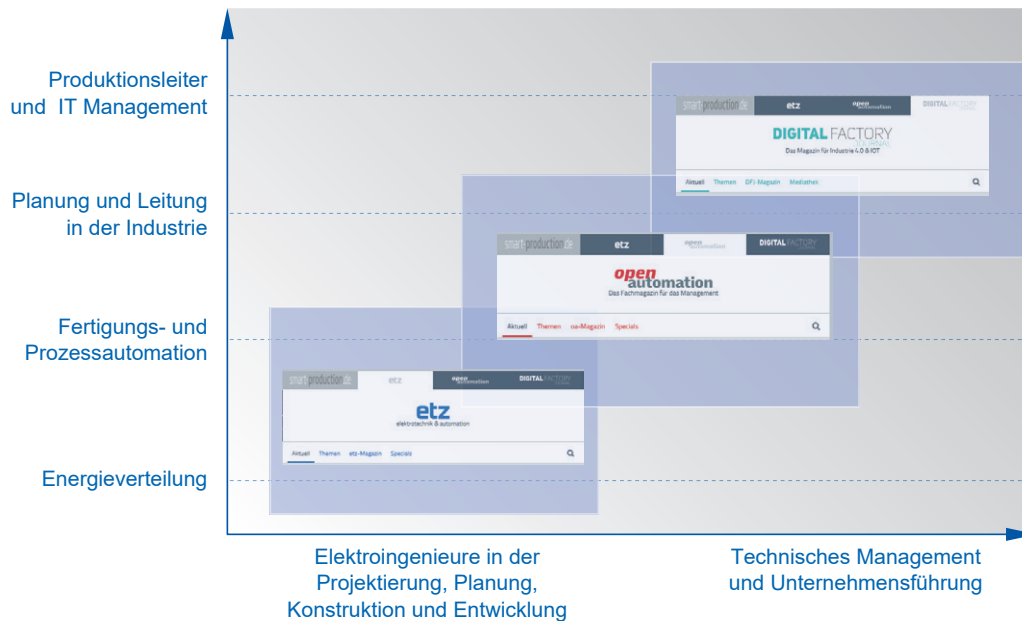 Produktionsleiter
und IT Management
Planung und Leitung
in der Industrie
Fertigungs- und
Prozessautomation
Energieverteilung
smart-production.de etz open automation DIGITAL FACTORY
DIGITAL FACTORY
JOURNAL
Das Magazin für Industrie 4.0 & IOT
Aktuell Themen DFJ-Magazin Mediathek
smart-production.de etz open automation DIGITAL FACTORY
open
automation
Das Fachmagazin für das Management
Aktuell Themen oa-Magazin Specials
smart-production.de etz open automation DIGITAL FACTORY
etz
elektrotechnik & automation
Aktuell Themen etz-Magazin Specials
Elektroingenieure in der
Projektierung, Planung,
Konstruktion und Entwicklung
Technisches Management
und Unternehmensführung